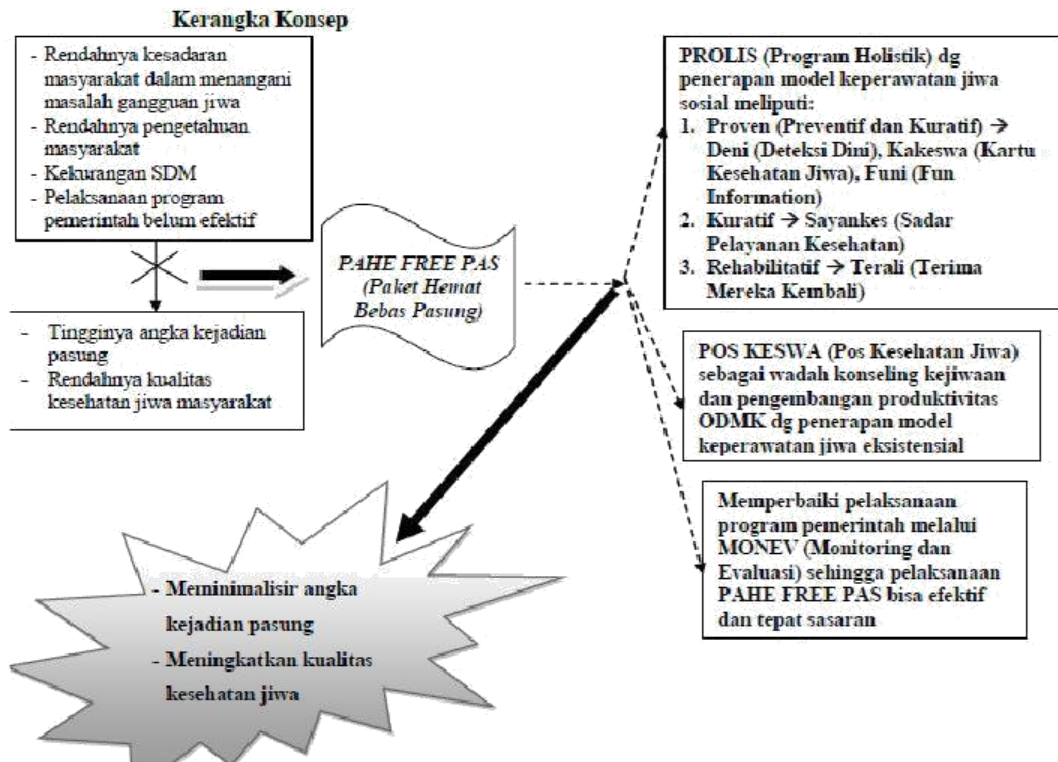 Kerangka Konsep
- Rendahnya kesadaran
masyarakat dalam menangani
masalah gangguan jiwa
- Rendahnya pengetahuan
masyarakat
- Kekurangan SDM
- Pelaksanaan program
pemerintah belum efektif
- Tingginya angka kejadian
pasung
- Rendahnya kualitas
kesehatan jiwa masyarakat
PAHE FREE PAS
(Paket Hemat
Bebas Pasung)
PROLIS (Program Holistik) dg
penerapan model keperawatan jiwa
sosial meliputi:
1. Proven (Preventif dan Kuratif) →
Deni (Deteksi Dini), Kakeswa (Kartu
Kesehatan Jiwa), Funi (Fun
Information)
2. Kuratif → Sayankes (Sadar
Pelayanan Kesehatan)
3. Rehabilitatif → Terali (Terima
Mereka Kembali)
POS KESWA (Pos Kesehatan Jiwa)
sebagai wadah konseling kejiwaan
dan pengembangan produktivitas
ODMK dg penerapan model
keperawatan jiwa eksistensial
Memperbaiki pelaksanaan
program pemerintah melalui
MONEV (Monitoring dan
Evaluasi) sehingga pelaksanaan
PAHE FREE PAS bisa efektif
dan tepat sasaran
- Meminimalisir angka
kejadian pasung
- Meningkatkan kualitas
kesehatan jiwa